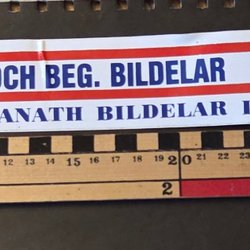 OCH BEG. BILDELAR
ANATH BILDELAR
12 13 14 15 16 17 18 19 20 21 22 23
2